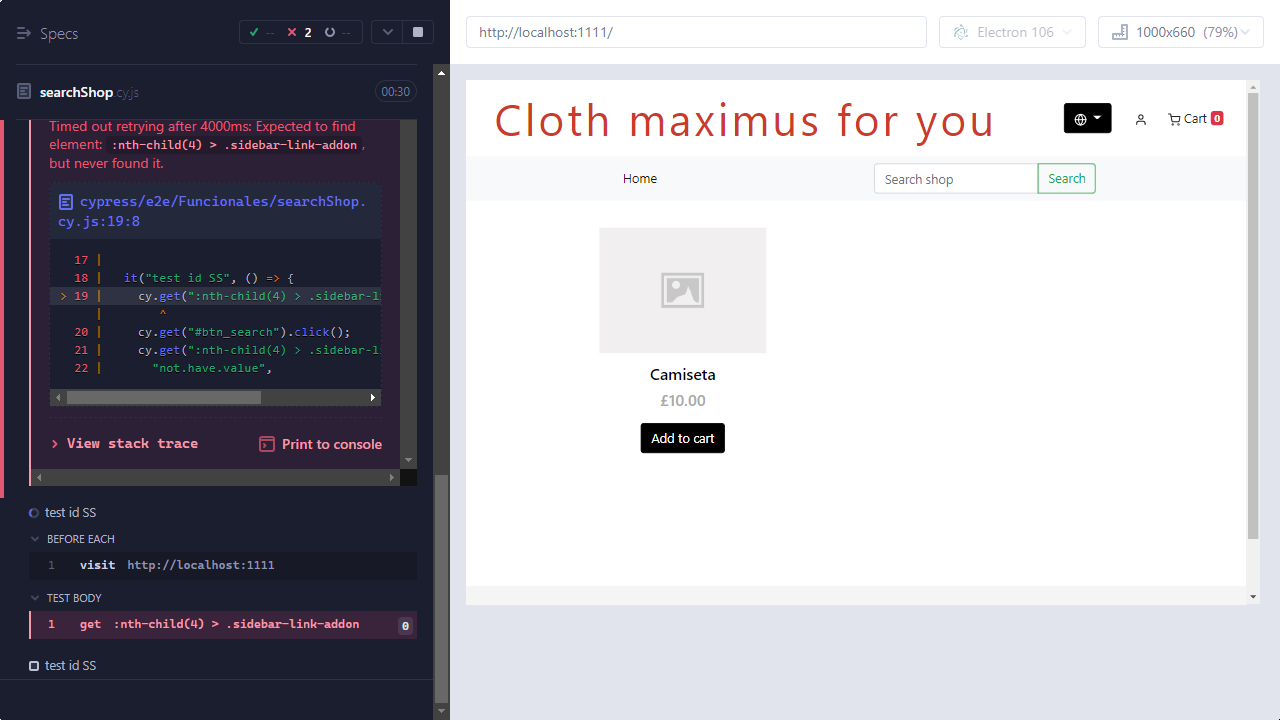 Specs
-- 2 --
searchShop.cy.js 00:30
Timed out retrying after 4000ms: Expected to find
element: :nth-child(4) > .sidebar-link-addon,
but never found it.
cypress/e2e/Funcionales/searchShop.
cy.js:19:8
17 |
18 | it("test id SS", () => {
> 19 | cy.get(":nth-child(4) > .sidebar-li
| ^
20 | cy.get("#btn_search").click();
21 | cy.get(":nth-child(4) > .sidebar-li
22 | "not.have.value",
View stack trace
Print to console
test id SS
BEFORE EACH
1 visit http://localhost:1111
TEST BODY
1 get :nth-child(4) > .sidebar-link-addon 0
test id SS
http://localhost:1111/
Electron 106
1000x660 (79%)
Cloth maximus for you
Cart 0
Home
Search shop
Search
Camiseta
£10.00
Add to cart